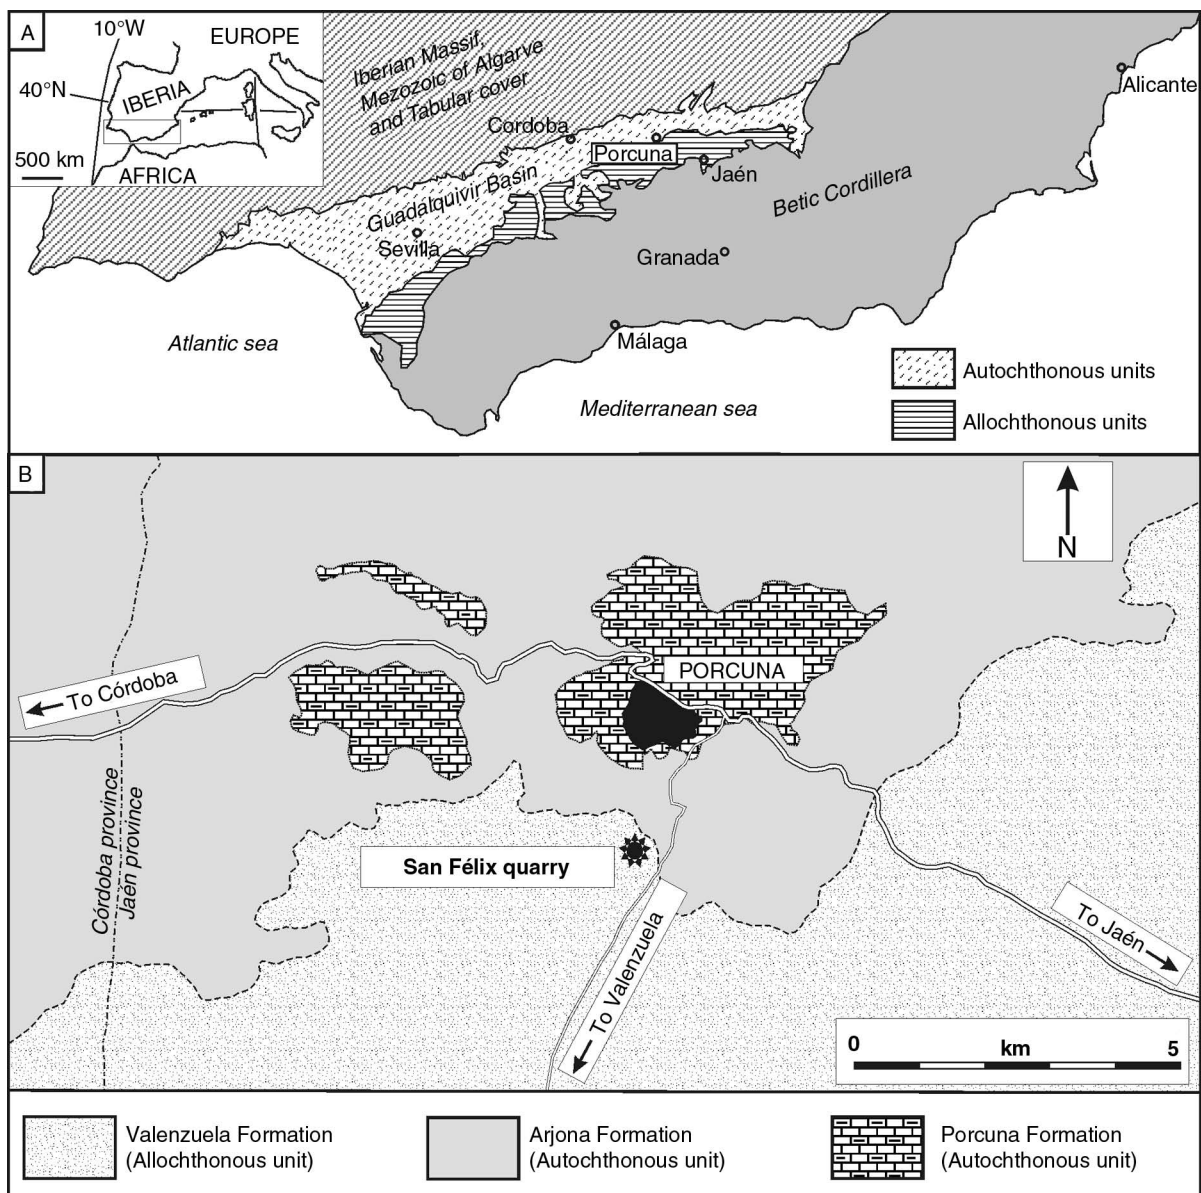 A
10°W
EUROPE
40°N
IBERIA
500 km
AFRICA
Iberian Massif,
Mezozoic of Algarve
and Tabular cover
Alicante
Cordoba
Porcuna
Jaén
Guadalquivir Basin
Betic Cordillera
Sevilla
Granada
Atlantic sea
Málaga
Mediterranean sea
Autochthonous units
Allochthonous units
B
N
PORCUNA
To Córdoba
Córdoba province
Jaén province
San Félix quarry
To Jaén
To Valenzuela
0 km 5
Valenzuela Formation
(Allochthonous unit)
Arjona Formation
(Autochthonous unit)
Porcuna Formation
(Autochthonous unit)